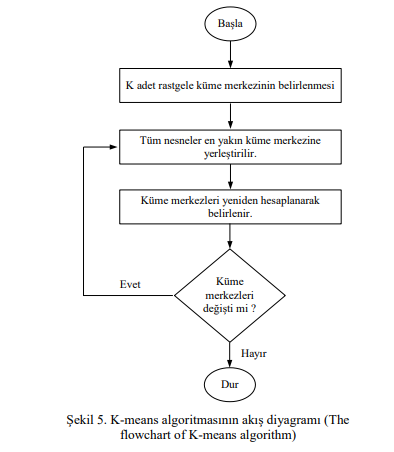 Başla
K adet rastgele küme merkezinin belirlenmesi
Tüm nesneler en yakın küme merkezine
yerleştirilir.
Küme merkezleri yeniden hesaplanarak
belirlenir.
Küme
merkezleri
değişti mi ?
Evet
Hayır
Dur
Şekil 5. K-means algoritmasının akış diyagramı (The
flowchart of K-means algorithm)